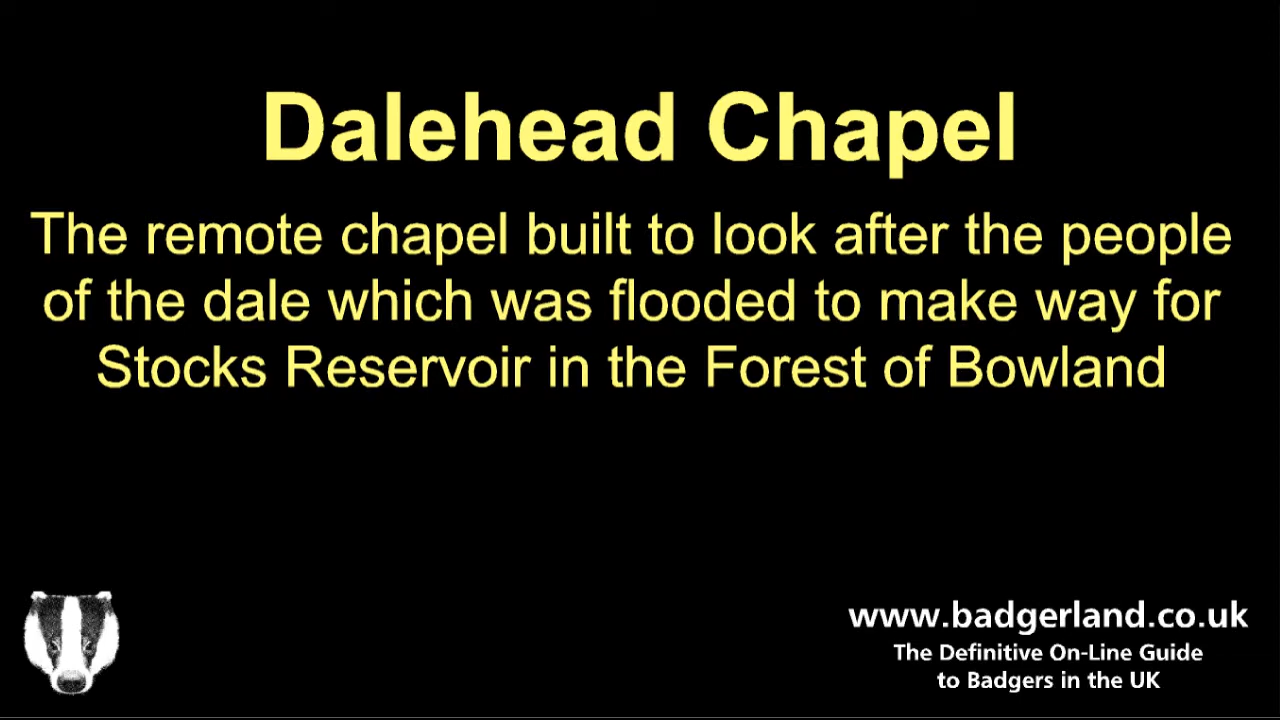 Dalehead Chapel
The remote chapel built to look after the people
of the dale which was flooded to make way for
Stocks Reservoir in the Forest of Bowland
www.badgerland.co.uk
The Definitive On-Line Guide
to Badgers in the UK